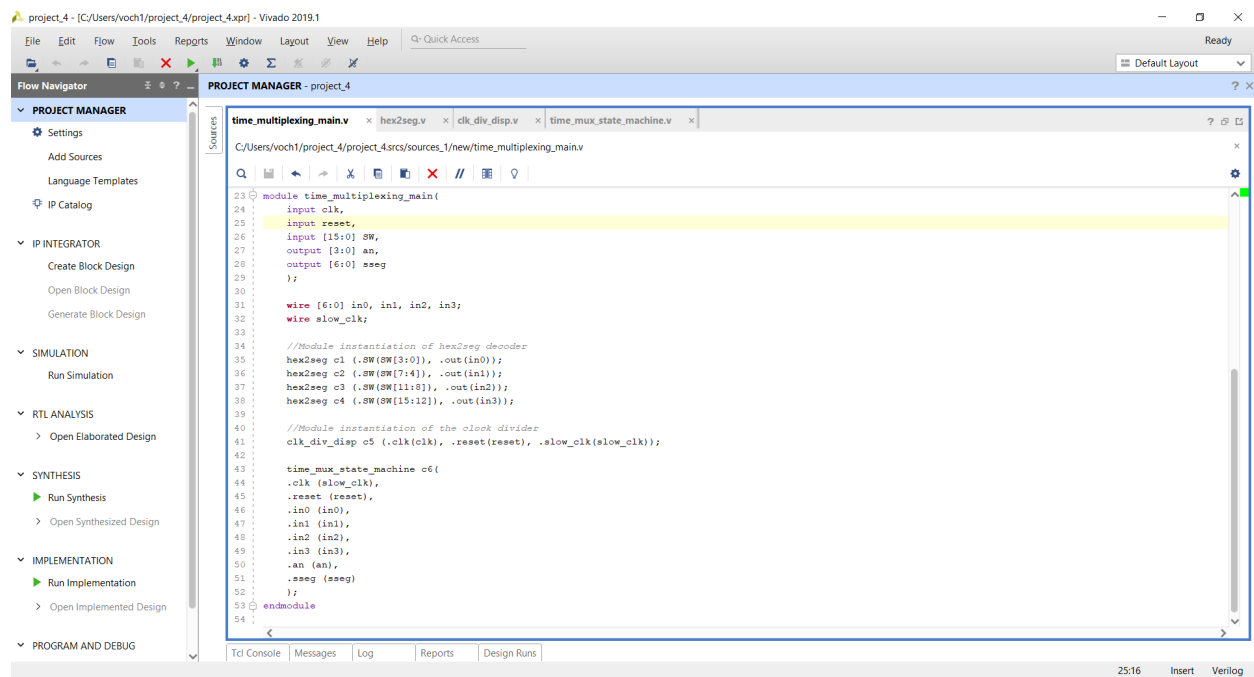 project_4 - [C:/Users/voch1/project_4/project_4.xpr] - Vivado 2019.1
File Edit Flow Tools Reports Window Layout View Help Q- Quick Access Ready
Default Layout
Flow Navigator
PROJECT MANAGER - project_4
PROJECT MANAGER
Settings
Add Sources
Language Templates
IP Catalog
IP INTEGRATOR
Create Block Design
Open Block Design
Generate Block Design
SIMULATION
Run Simulation
RTL ANALYSIS
Open Elaborated Design
SYNTHESIS
Run Synthesis
Open Synthesized Design
IMPLEMENTATION
Run Implementation
Open Implemented Design
PROGRAM AND DEBUG
Sources
time_multiplexing_main.v hex2seg.v clk_div_disp.v time_mux_state_machine.v
C:/Users/voch1/project_4/project_4.srcs/sources_1/new/time_multiplexing_main.v
23 module time_multiplexing_main(
24 input clk,
25 input reset,
26 input [15:0] SW,
27 output [3:0] an,
28 output [6:0] sseg
29 );
30
31 wire [6:0] in0, in1, in2, in3;
32 wire slow_clk;
33
34 //Module instantiation of hex2seg decoder
35 hex2seg c1 (.SW(SW[3:0]), .out(in0));
36 hex2seg c2 (.SW(SW[7:4]), .out(in1));
37 hex2seg c3 (.SW(SW[11:8]), .out(in2));
38 hex2seg c4 (.SW(SW[15:12]), .out(in3));
39
40 //Module instantiation of the clock divider
41 clk_div_disp c5 (.clk(clk), .reset(reset), .slow_clk(slow_clk));
42
43 time_mux_state_machine c6(
44 .clk (slow_clk),
45 .reset (reset),
46 .in0 (in0),
47 .in1 (in1),
48 .in2 (in2),
49 .in3 (in3),
50 .an (an),
51 .sseg (sseg)
52 );
53 endmodule
54
Tcl Console Messages Log Reports Design Runs
25:16 Insert Verilog